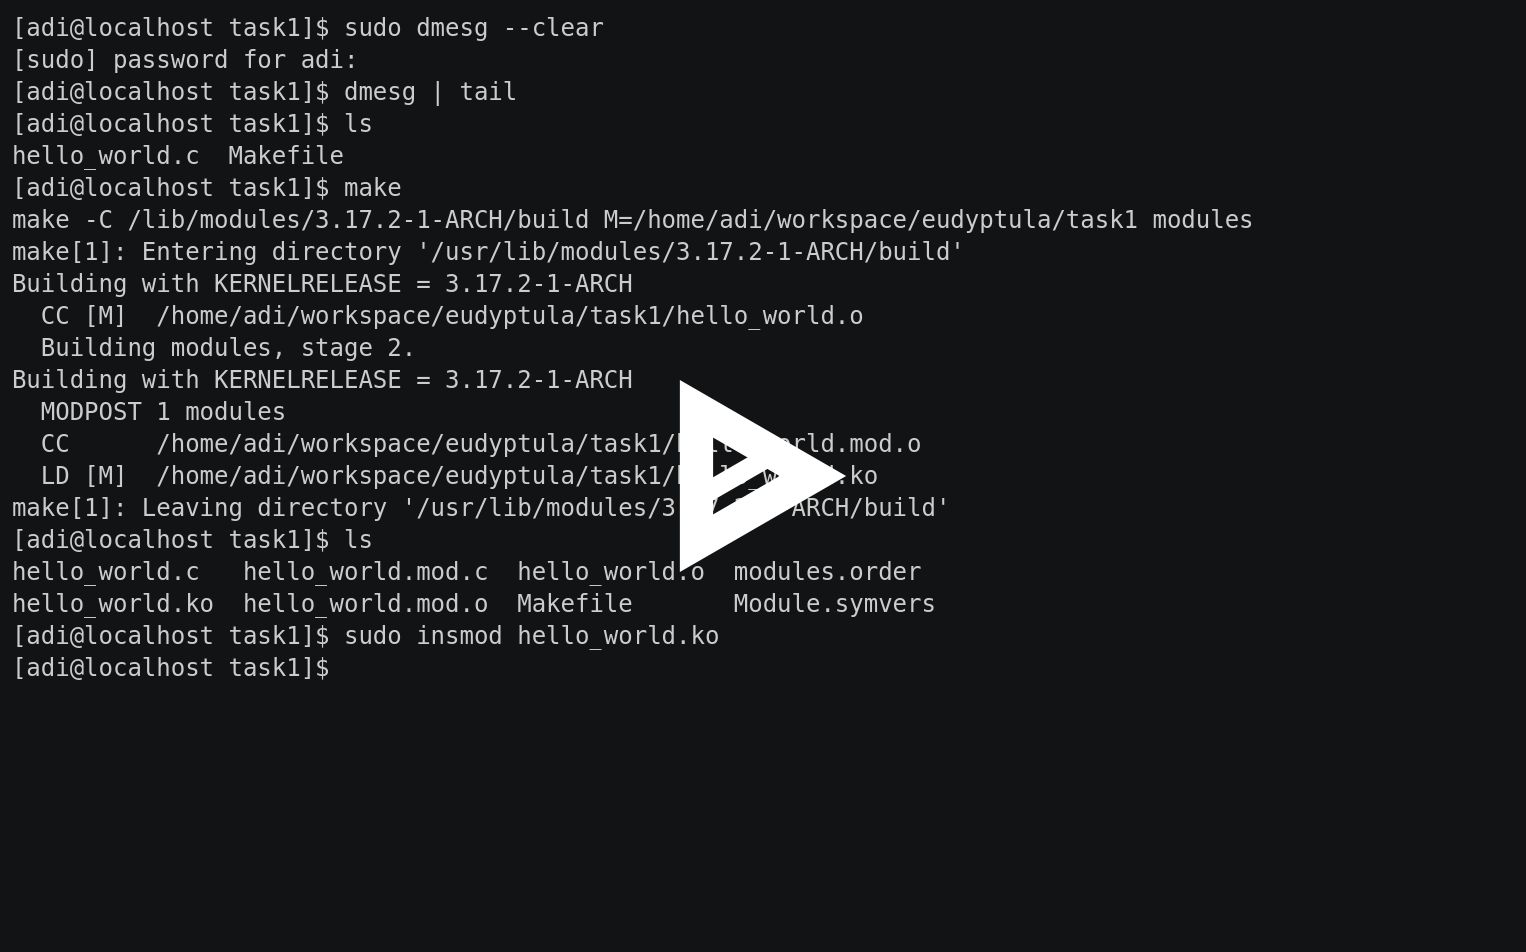 [adi@localhost task1]$ sudo dmesg --clear
[sudo] password for adi:
[adi@localhost task1]$ dmesg | tail
[adi@localhost task1]$ ls
hello_world.c  Makefile
[adi@localhost task1]$ make
make -C /lib/modules/3.17.2-1-ARCH/build M=/home/adi/workspace/eudyptula/task1 modules
make[1]: Entering directory '/usr/lib/modules/3.17.2-1-ARCH/build'
Building with KERNELRELEASE = 3.17.2-1-ARCH
  CC [M]  /home/adi/workspace/eudyptula/task1/hello_world.o
  Building modules, stage 2.
Building with KERNELRELEASE = 3.17.2-1-ARCH
  MODPOST 1 modules
  CC      /home/adi/workspace/eudyptula/task1/hello_world.mod.o
  LD [M]  /home/adi/workspace/eudyptula/task1/hello_world.ko
make[1]: Leaving directory '/usr/lib/modules/3.17.2-1-ARCH/build'
[adi@localhost task1]$ ls
hello_world.c   hello_world.mod.c  hello_world.o  modules.order
hello_world.ko  hello_world.mod.o  Makefile       Module.symvers
[adi@localhost task1]$ sudo insmod hello_world.ko
[adi@localhost task1]$